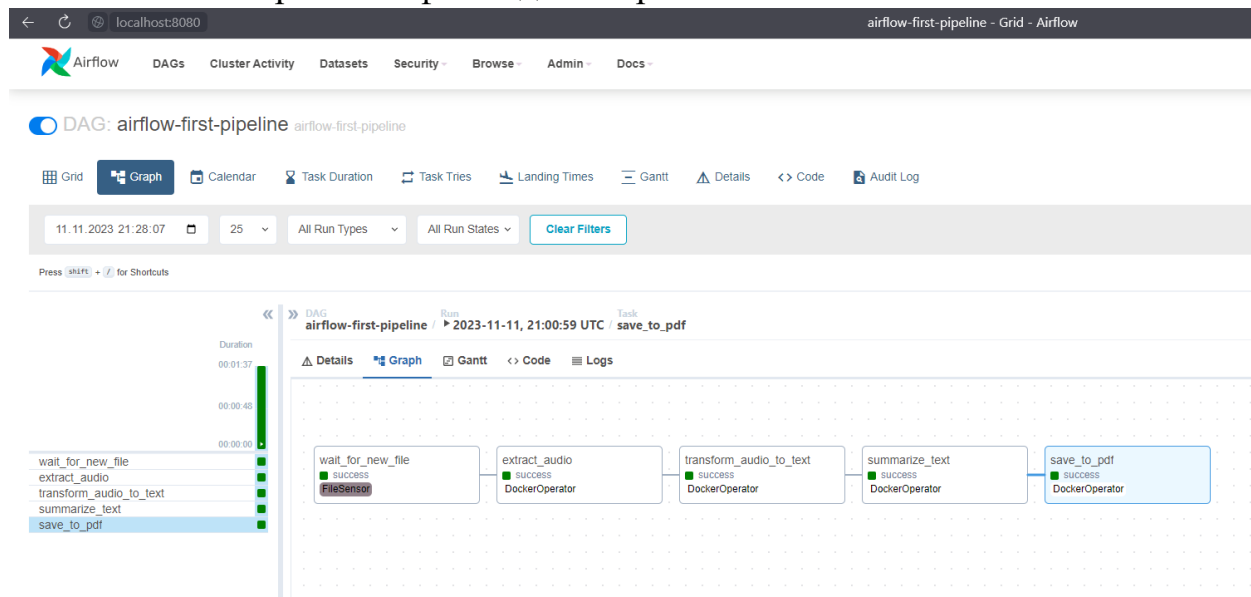 localhost:8080 airflow-first-pipeline - Grid - Airflow
Airflow DAGs Cluster Activity Datasets Security Browse Admin Docs
DAG: airflow-first-pipeline airflow-first-pipeline
Grid Graph Calendar Task Duration Task Tries Landing Times Gantt Details <> Code Audit Log
11.11.2023 21:28:07 25 All Run Types All Run States Clear Filters
Press shift + / for Shortcuts
DAG Run Task
airflow-first-pipeline / 2023-11-11, 21:00:59 UTC / save_to_pdf
Details Graph Gantt <> Code Logs
Duration
00:01:37
00:00:48
00:00:00
wait_for_new_file
extract_audio
transform_audio_to_text
summarize_text
save_to_pdf
wait_for_new_file
success
FileSensor
extract_audio
success
DockerOperator
transform_audio_to_text
success
DockerOperator
summarize_text
success
DockerOperator
save_to_pdf
success
DockerOperator